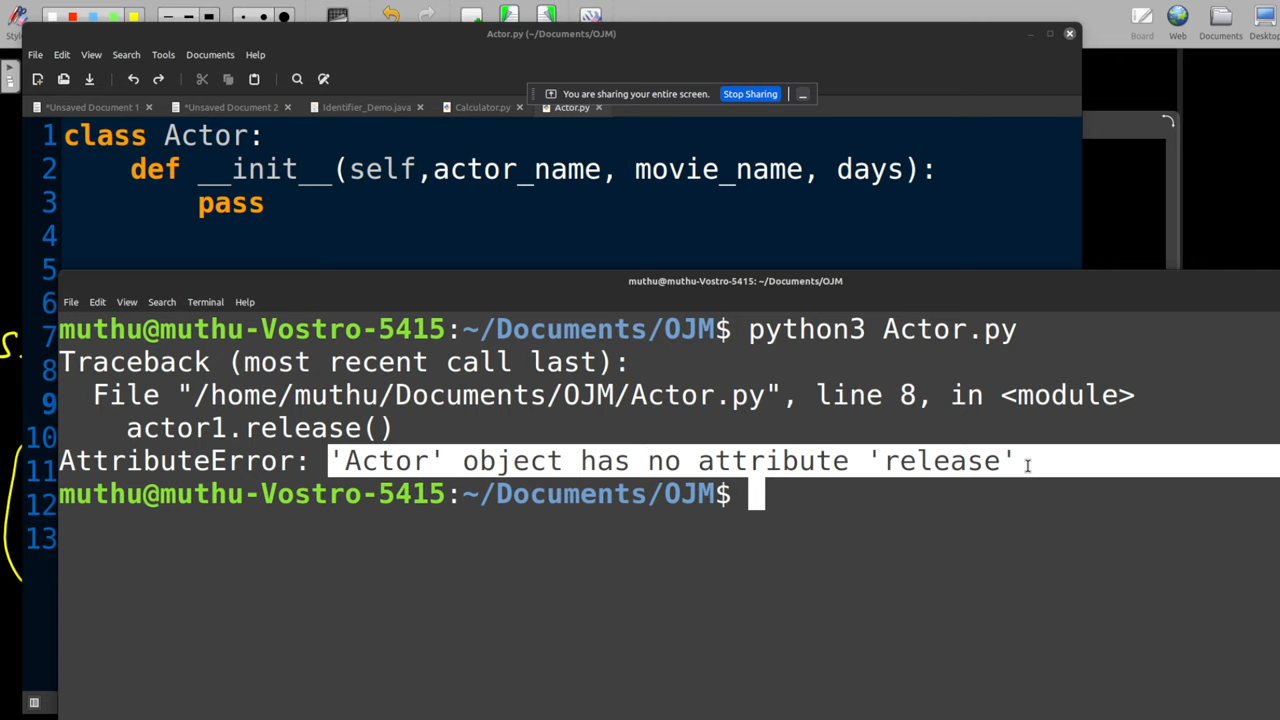 Style
Board
Web
Documents
Desktop
Actor.py (~/Documents/OJM)
File Edit View Search Tools Documents Help
You are sharing your entire screen. Stop Sharing
*Unsaved Document 1 *Unsaved Document 2 Identifier_Demo.java Calculator.py Actor.py
1 class Actor:
2 def __init__(self,actor_name, movie_name, days):
3 pass
4
5
6
7
8
9
10
11
12
13
muthu@muthu-Vostro-5415: ~/Documents/OJM
File Edit View Search Terminal Help
muthu@muthu-Vostro-5415:~/Documents/OJM$ python3 Actor.py
Traceback (most recent call last):
File "/home/muthu/Documents/OJM/Actor.py", line 8, in <module>
actor1.release()
AttributeError: 'Actor' object has no attribute 'release'
muthu@muthu-Vostro-5415:~/Documents/OJM$